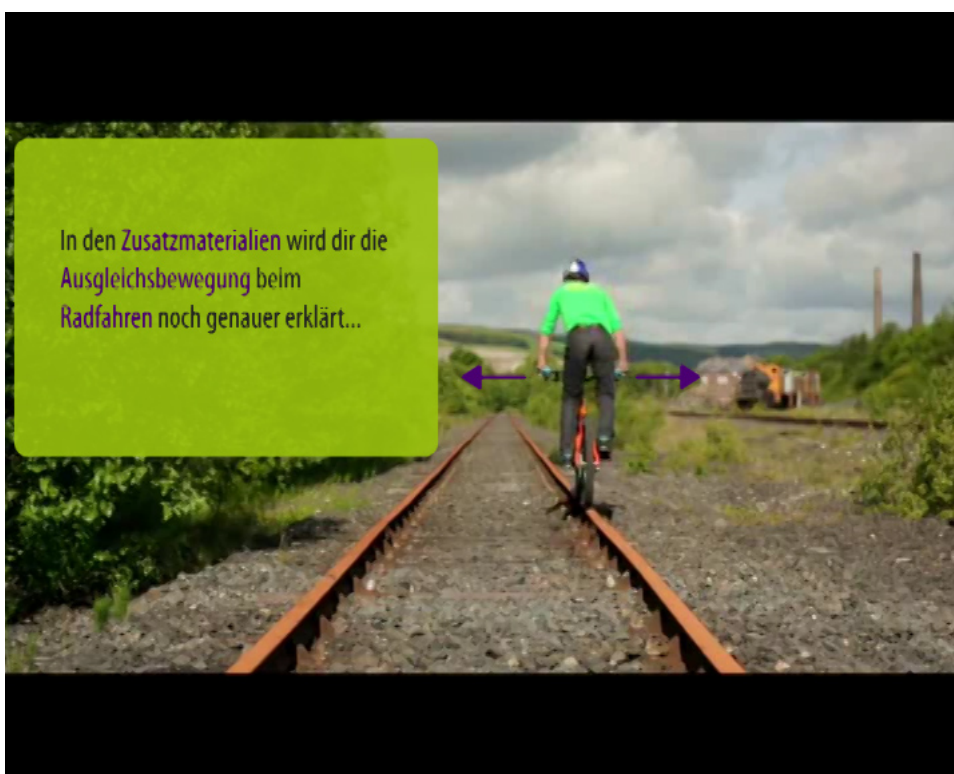 In den Zusatzmaterialien wird dir die
Ausgleichsbewegung beim
Radfahren noch genauer erklärt...